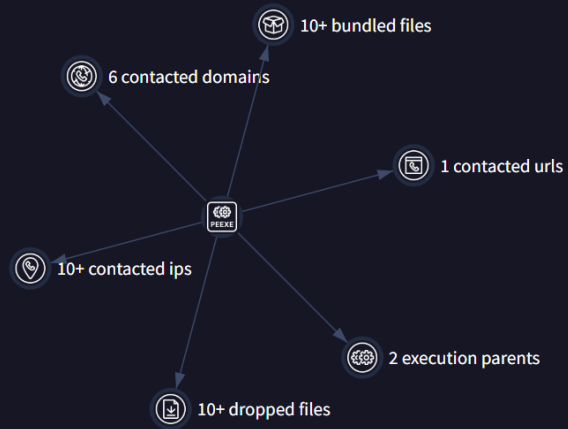 10+ bundled files
6 contacted domains
1 contacted urls
PEEXE
10+ contacted ips
2 execution parents
10+ dropped files